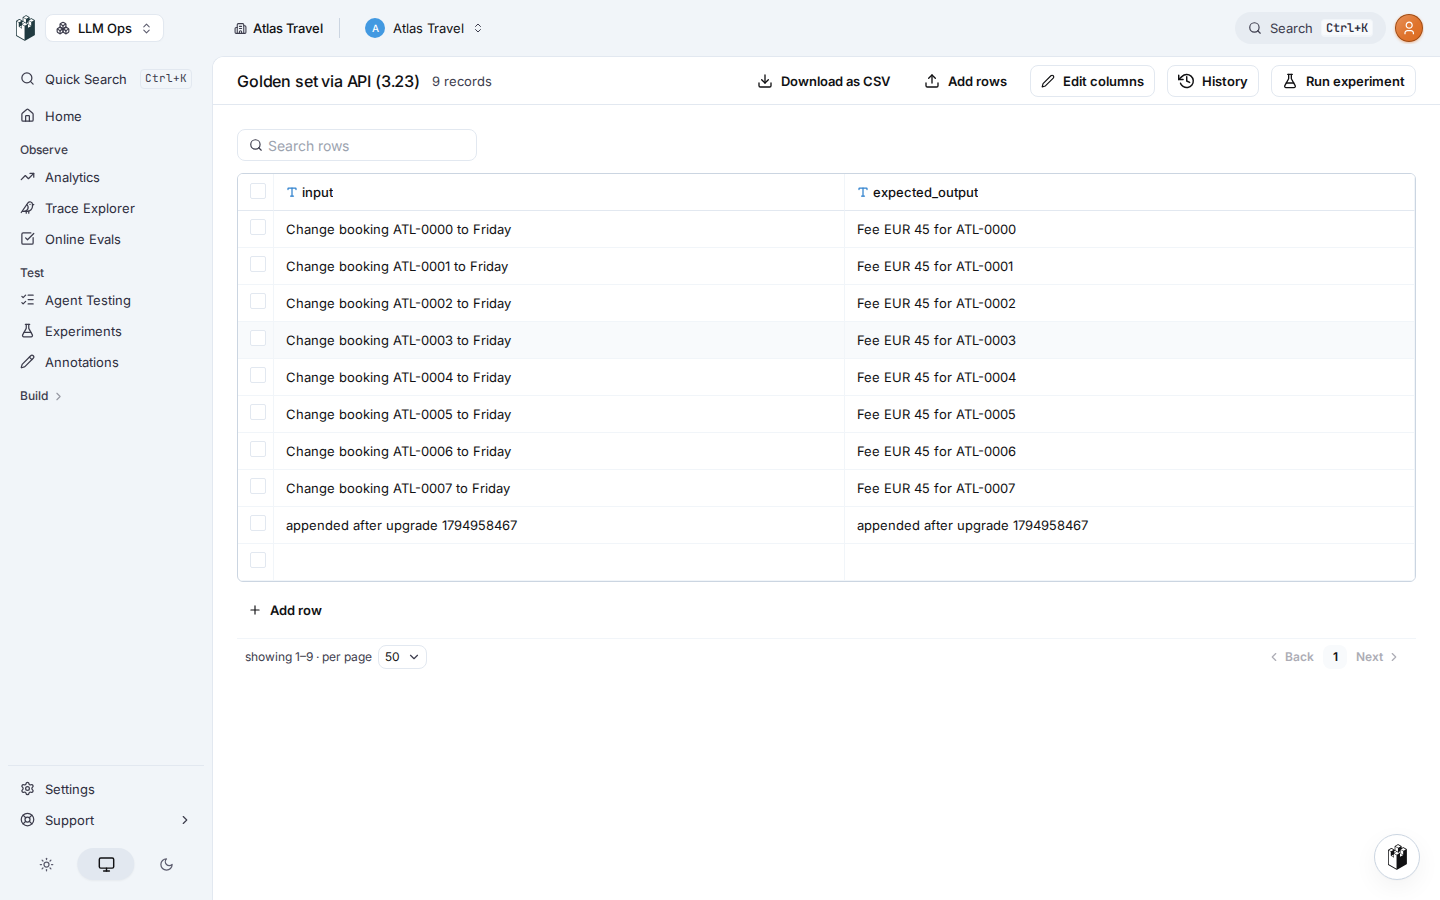 LLM Ops
Atlas Travel
A Atlas Travel
Search Ctrl+K
Quick Search Ctrl+K
Home
Observe
Analytics
Trace Explorer
Online Evals
Test
Agent Testing
Experiments
Annotations
Build
Settings
Support
Golden set via API (3.23) 9 records
Download as CSV
Add rows
Edit columns
History
Run experiment
Search rows
input expected_output
Change booking ATL-0000 to Friday Fee EUR 45 for ATL-0000
Change booking ATL-0001 to Friday Fee EUR 45 for ATL-0001
Change booking ATL-0002 to Friday Fee EUR 45 for ATL-0002
Change booking ATL-0003 to Friday Fee EUR 45 for ATL-0003
Change booking ATL-0004 to Friday Fee EUR 45 for ATL-0004
Change booking ATL-0005 to Friday Fee EUR 45 for ATL-0005
Change booking ATL-0006 to Friday Fee EUR 45 for ATL-0006
Change booking ATL-0007 to Friday Fee EUR 45 for ATL-0007
appended after upgrade 1794958467 appended after upgrade 1794958467
Add row
showing 1–9 · per page 50
Back 1 Next